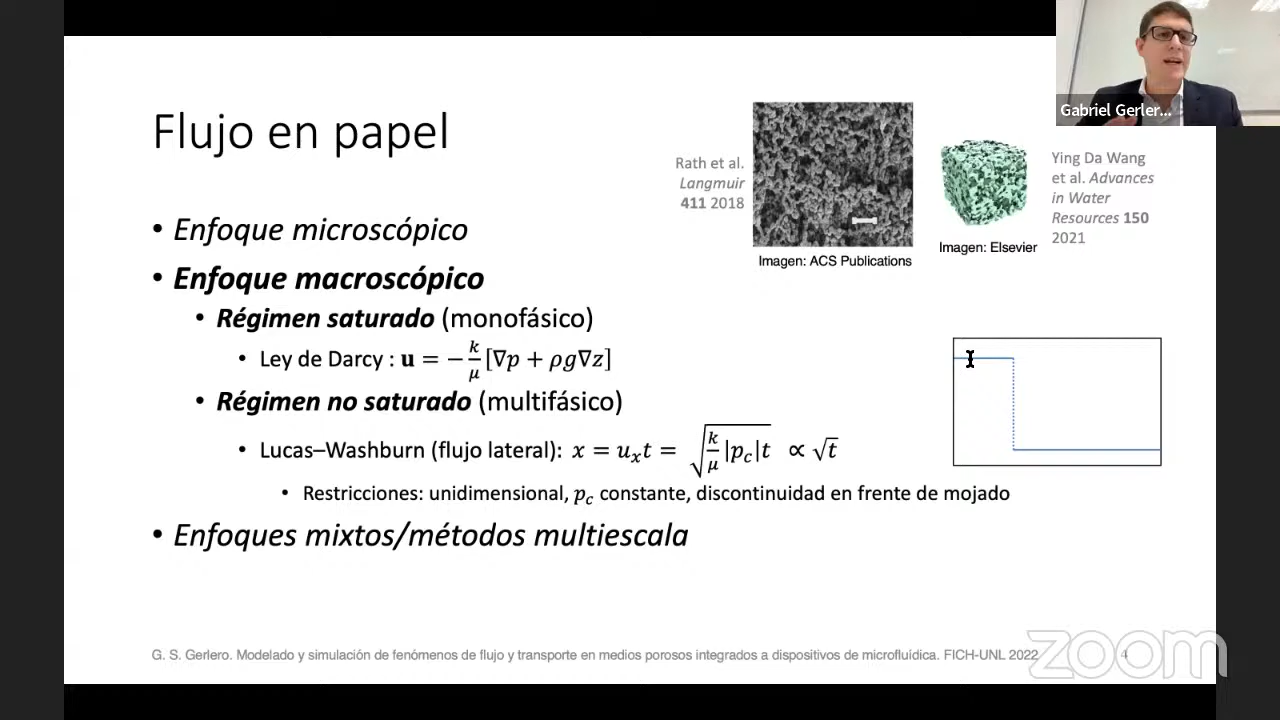 Gabriel Gerler...
Flujo en papel
Rath et al.
Langmuir
411 2018
Imagen: ACS Publications
Ying Da Wang
et al. Advances
in Water
Resources 150
2021
Imagen: Elsevier
• Enfoque microscópico
• Enfoque macroscópico
• Régimen saturado (monofásico)
• Ley de Darcy : u = −k/μ [∇p + ρg∇z]
• Régimen no saturado (multifásico)
• Lucas–Washburn (flujo lateral): x = uₓt = √(k/μ |p_c|t) ∝ √t
• Restricciones: unidimensional, p_c constante, discontinuidad en frente de mojado
• Enfoques mixtos/métodos multiescala
G. S. Gerlero. Modelado y simulación de fenómenos de flujo y transporte en medios porosos integrados a dispositivos de microfluídica. FICH-UNL 2022
4
zoom